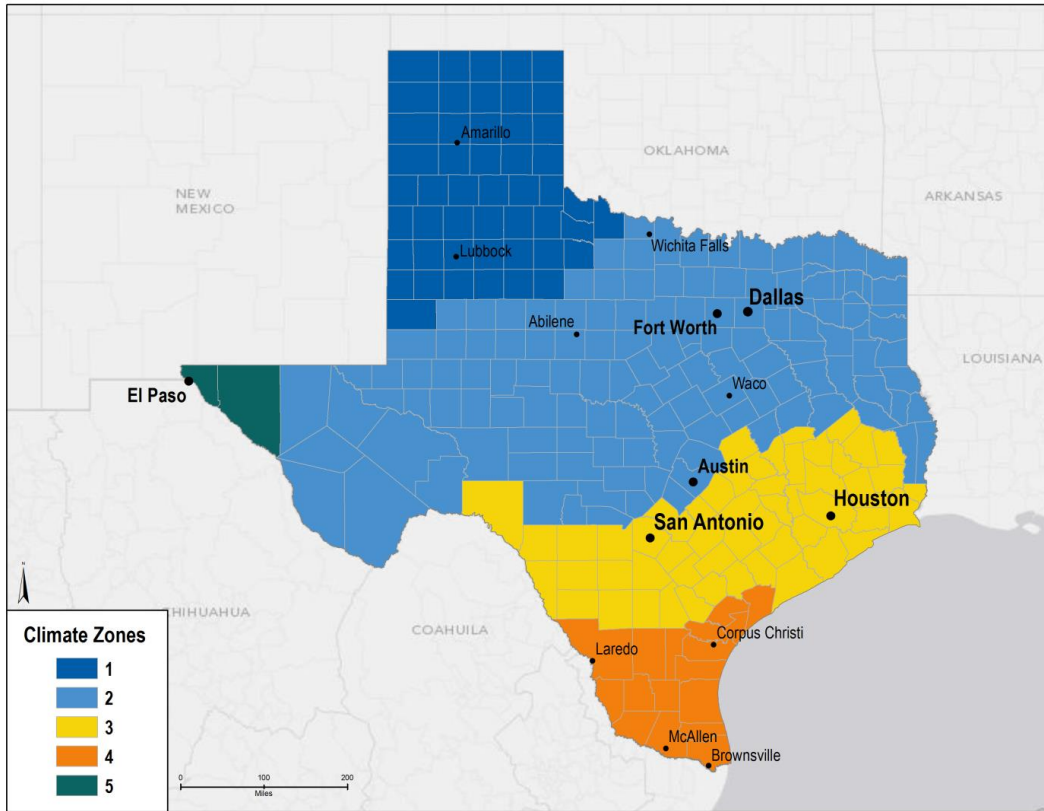 Amarillo
OKLAHOMA
NEW
MEXICO
ARKANSAS
Wichita Falls
Lubbock
Dallas
Fort Worth
Abilene
LOUISIANA
El Paso
Waco
Austin
Houston
San Antonio
N
CHIHUAHUA
COAHUILA
Corpus Christi
Laredo
McAllen
Brownsville
Climate Zones
1
2
3
4
5
0 100 200
Miles